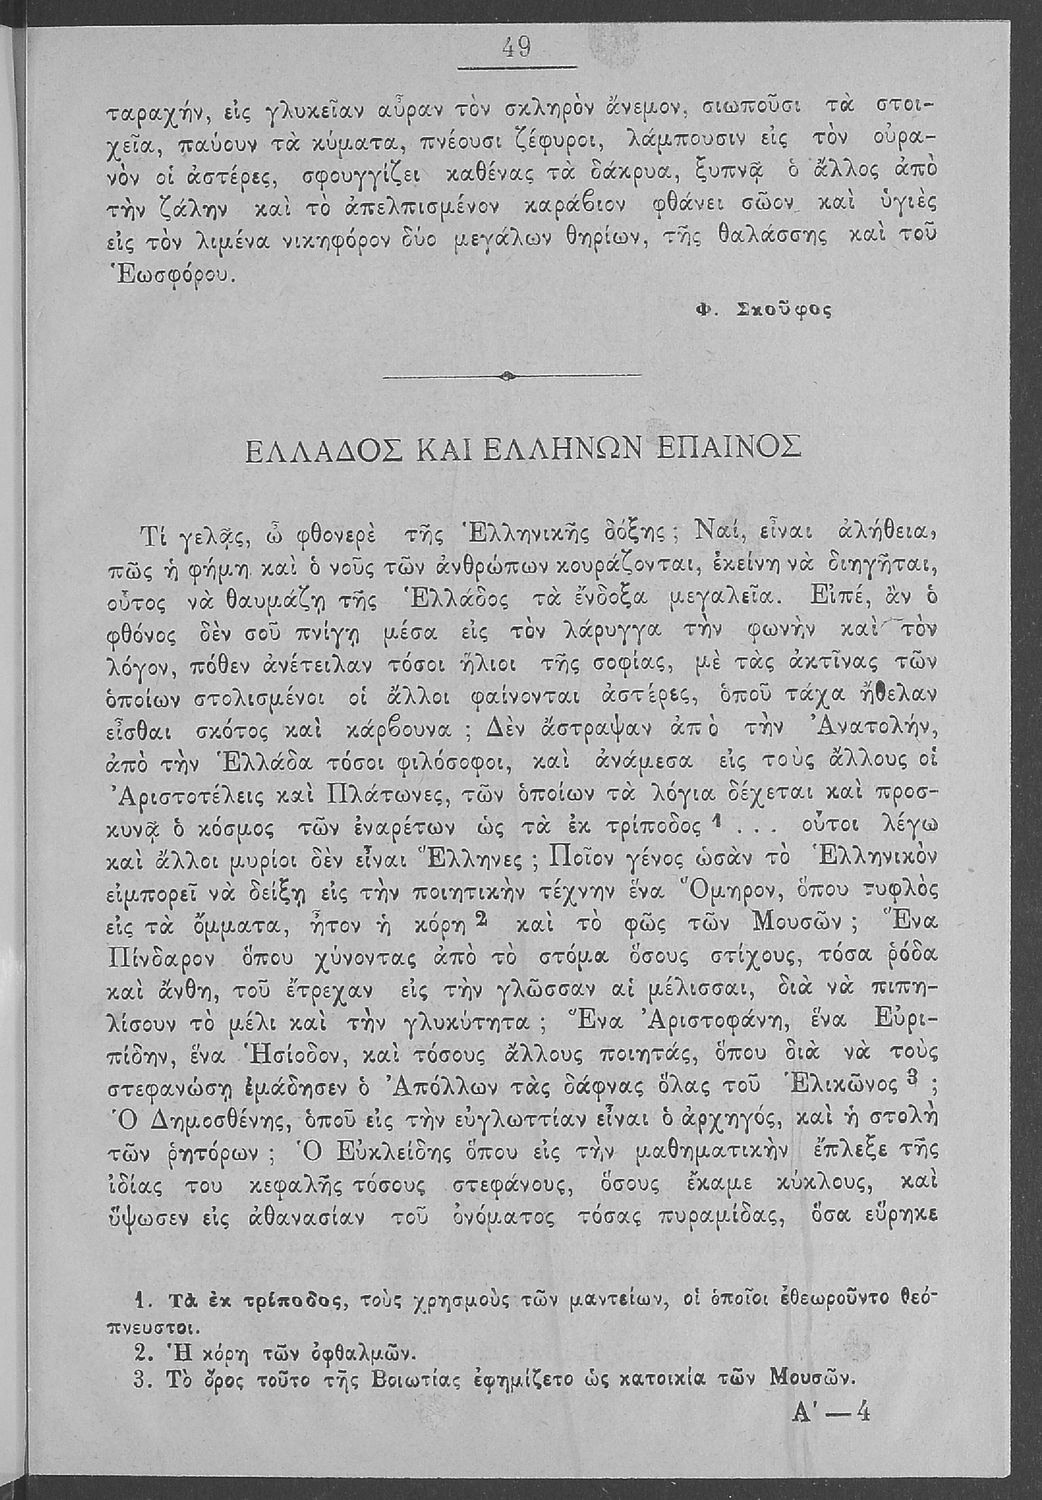 49
ταραχήν, εἰς γλυκεῖαν αὖραν τὸν σκληρὸν ἄνεμον, σιωποῦσι τὰ στοι-
χεῖα, παύουν τὰ κύματα, πνέουσι ζέφυροι, λάμπουσιν εἰς τὸν οὐρα-
νὸν οἱ ἀστέρες, σφουγγίζει καθένας τὰ δάκρυα, ξυπνᾷ ὁ ἄλλος ἀπὸ
τὴν ζάλην καὶ τὸ ἀπελπισμένον καράβιον φθάνει σῶον καὶ ὑγιὲς
εἰς τὸν λιμένα νικηφόρον δύο μεγάλων θηρίων, τῆς θαλάσσης καὶ τοῦ
Ἑωσφόρου.
Φ. Σκοῦφος
ΕΛΛΑΔΟΣ ΚΑΙ ΕΛΛΗΝΩΝ ΕΠΑΙΝΟΣ
Τί γελᾷς, ὦ φθονερὲ τῆς Ἑλληνικῆς δόξης ; Ναί, εἶναι ἀλήθεια,
πῶς ἡ φήμη καὶ ὁ νοῦς τῶν ἀνθρώπων κουράζονται, ἐκείνη νὰ διηγῆται,
οὗτος νὰ θαυμάζῃ τῆς Ἑλλάδος τὰ ἔνδοξα μεγαλεῖα. Εἰπέ, ἂν ὁ
φθόνος δὲν σοῦ πνίγῃ μέσα εἰς τὸν λάρυγγα τὴν φωνὴν καὶ τὸν
λόγον, πόθεν ἀνέτειλαν τόσοι ἥλιοι τῆς σοφίας, μὲ τὰς ἀκτῖνας τῶν
ὁποίων στολισμένοι οἱ ἄλλοι φαίνονται ἀστέρες, ὁποῦ τάχα ἤθελαν
εἶσθαι σκότος καὶ κάρβουνα ; Δὲν ἄστραψαν ἀπὸ τὴν Ἀνατολήν,
ἀπὸ τὴν Ἑλλάδα τόσοι φιλόσοφοι, καὶ ἀνάμεσα εἰς τοὺς ἄλλους οἱ
Ἀριστοτέλεις καὶ Πλάτωνες, τῶν ὁποίων τὰ λόγια δέχεται καὶ προσ-
κυνᾷ ὁ κόσμος τῶν ἐναρέτων ὡς τὰ ἐκ τρίποδος 1 . . . οὗτοι λέγω
καὶ ἄλλοι μυρίοι δὲν εἶναι Ἕλληνες ; Ποῖον γένος ὡσὰν τὸ Ἑλληνικὸν
εἰμπορεῖ νὰ δείξῃ εἰς τὴν ποιητικὴν τέχνην ἕνα Ὅμηρον, ὅπου τυφλὸς
εἰς τὰ ὄμματα, ἦτον ἡ κόρη 2 καὶ τὸ φῶς τῶν Μουσῶν ; Ἕνα
Πίνδαρον ὅπου χύνοντας ἀπὸ τὸ στόμα ὅσους στίχους, τόσα ῥόδα
καὶ ἄνθη, τοῦ ἔτρεχαν εἰς τὴν γλῶσσαν αἱ μέλισσαι, διὰ νὰ πιπη-
λίσουν τὸ μέλι καὶ τὴν γλυκύτητα ; Ἕνα Ἀριστοφάνη, ἕνα Εὐρι-
πίδην, ἕνα Ἡσίοδον, καὶ τόσους ἄλλους ποιητάς, ὅπου διὰ νὰ τοὺς
στεφανώσῃ ἐμάδησεν ὁ Ἀπόλλων τὰς δάφνας ὅλας τοῦ Ἑλικῶνος 3 ;
Ὁ Δημοσθένης, ὁποῦ εἰς τὴν εὐγλωττίαν εἶναι ὁ ἀρχηγός, καὶ ἡ στολὴ
τῶν ῥητόρων ; Ὁ Εὐκλείδης ὅπου εἰς τὴν μαθηματικὴν ἔπλεξε τῆς
ἰδίας του κεφαλῆς τόσους στεφάνους, ὅσους ἔκαμε κύκλους, καὶ
ὕψωσεν εἰς ἀθανασίαν τοῦ ὀνόματος τόσας πυραμίδας, ὅσα εὕρηκε
1. Τὰ ἐκ τρίποδος, τοὺς χρησμοὺς τῶν μαντείων, οἱ ὁποῖοι ἐθεωροῦντο θεό-
πνευστοι.
2. Ἡ κόρη τῶν ὀφθαλμῶν.
3. Τὸ ὄρος τοῦτο τῆς Βοιωτίας ἐφημίζετο ὡς κατοικία τῶν Μουσῶν.
Α΄ — 4